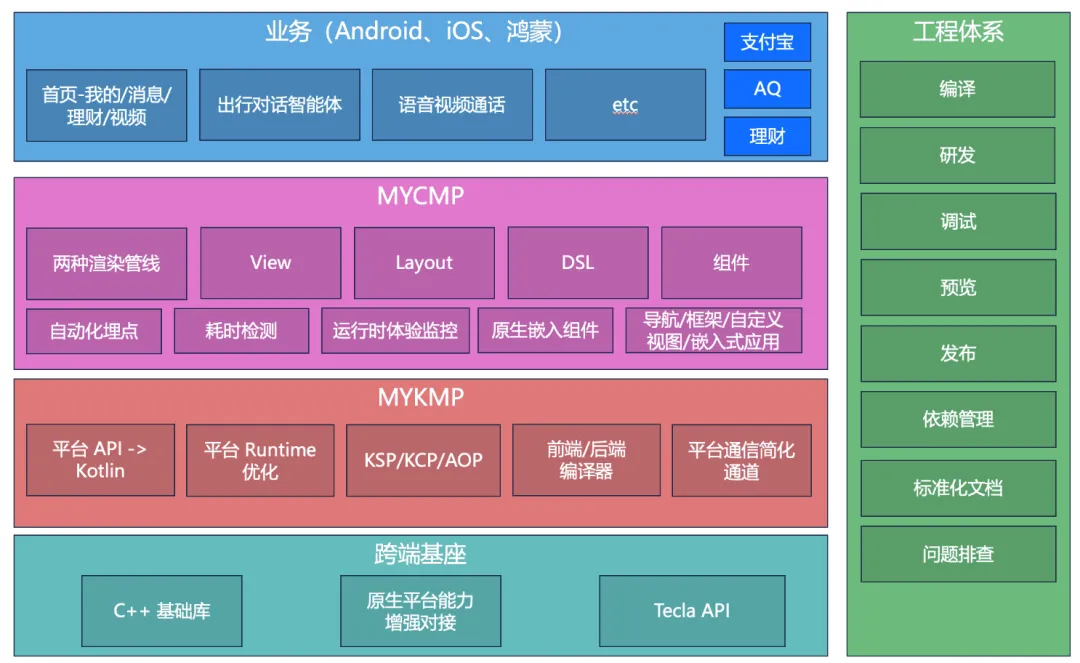 业务（Android、iOS、鸿蒙）
支付宝
AQ
理财
首页-我的/消息/
理财/视频
出行对话智能体
语音视频通话
etc
MYCMP
两种渲染管线
View
Layout
DSL
组件
自动化埋点
耗时检测
运行时体验监控
原生嵌入组件
导航/框架/自定义
视图/嵌入式应用
MYKMP
平台 API ->
Kotlin
平台 Runtime
优化
KSP/KCP/AOP
前端/后端
编译器
平台通信简化
通道
跨端基座
C++ 基础库
原生平台能力
增强对接
Tecla API
工程体系
编译
研发
调试
预览
发布
依赖管理
标准化文档
问题排查